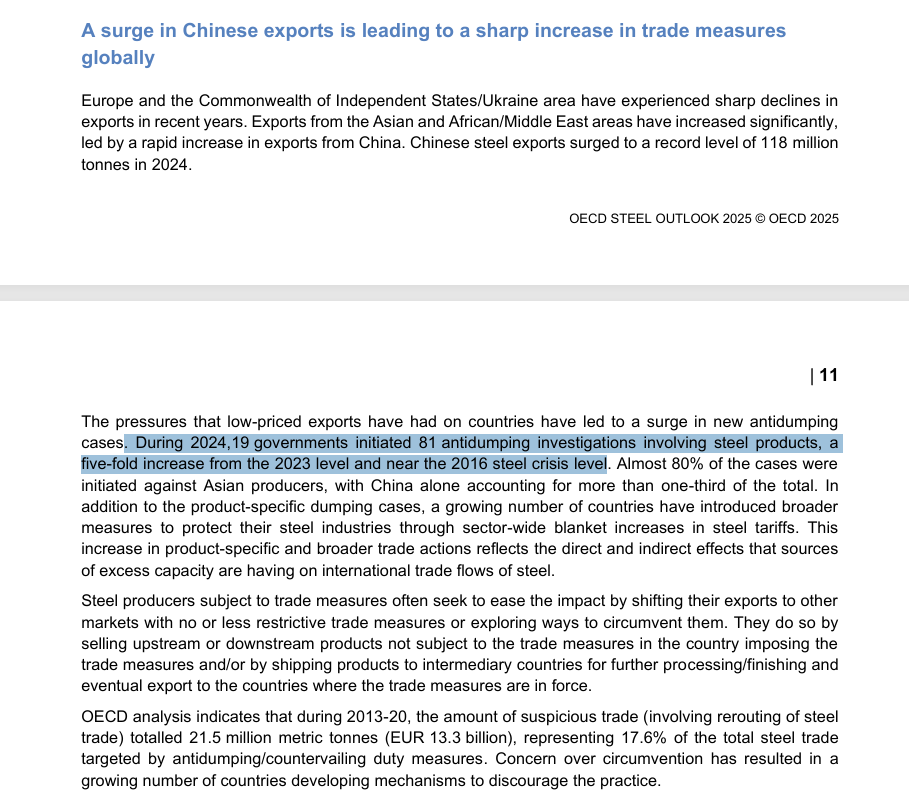 A surge in Chinese exports is leading to a sharp increase in trade measures
globally
Europe and the Commonwealth of Independent States/Ukraine area have experienced sharp declines in
exports in recent years. Exports from the Asian and African/Middle East areas have increased significantly,
led by a rapid increase in exports from China. Chinese steel exports surged to a record level of 118 million
tonnes in 2024.
OECD STEEL OUTLOOK 2025 © OECD 2025
| 11
The pressures that low-priced exports have had on countries have led to a surge in new antidumping
cases. During 2024,19 governments initiated 81 antidumping investigations involving steel products, a
five-fold increase from the 2023 level and near the 2016 steel crisis level. Almost 80% of the cases were
initiated against Asian producers, with China alone accounting for more than one-third of the total. In
addition to the product-specific dumping cases, a growing number of countries have introduced broader
measures to protect their steel industries through sector-wide blanket increases in steel tariffs. This
increase in product-specific and broader trade actions reflects the direct and indirect effects that sources
of excess capacity are having on international trade flows of steel.
Steel producers subject to trade measures often seek to ease the impact by shifting their exports to other
markets with no or less restrictive trade measures or exploring ways to circumvent them. They do so by
selling upstream or downstream products not subject to the trade measures in the country imposing the
trade measures and/or by shipping products to intermediary countries for further processing/finishing and
eventual export to the countries where the trade measures are in force.
OECD analysis indicates that during 2013-20, the amount of suspicious trade (involving rerouting of steel
trade) totalled 21.5 million metric tonnes (EUR 13.3 billion), representing 17.6% of the total steel trade
targeted by antidumping/countervailing duty measures. Concern over circumvention has resulted in a
growing number of countries developing mechanisms to discourage the practice.